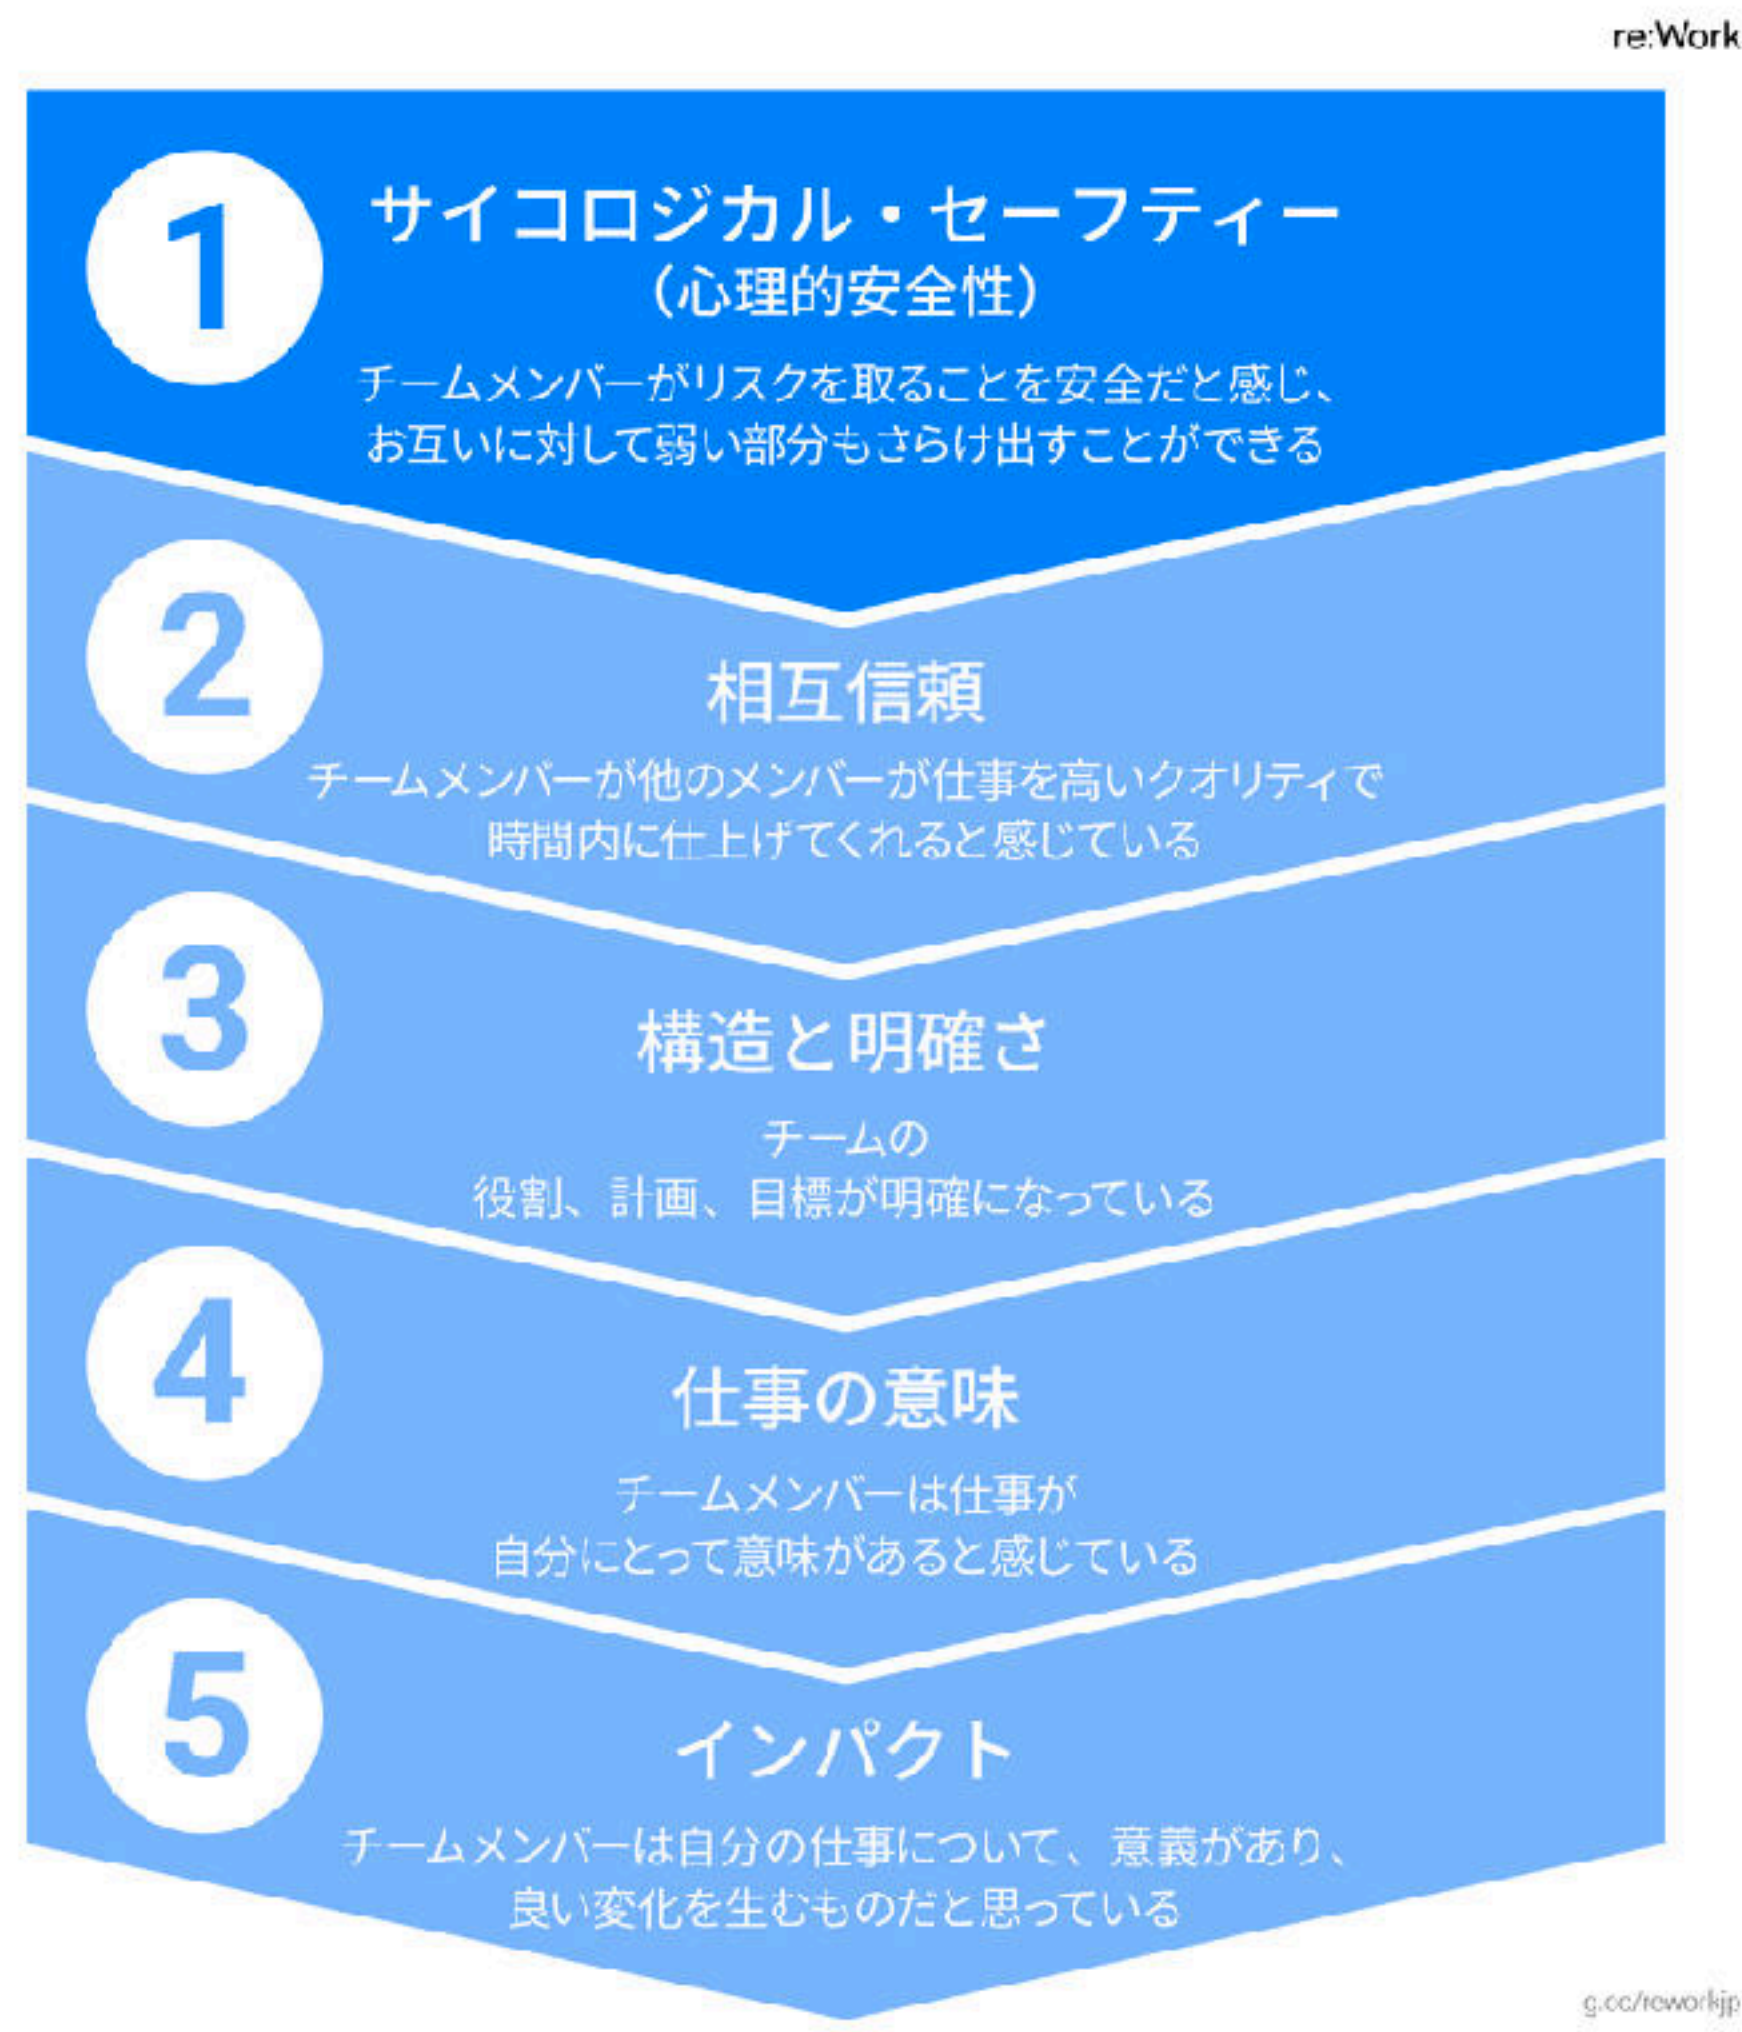 re:Work
1
サイコロジカル・セーフティー
（心理的安全性）
チームメンバーがリスクを取ることを安全だと感じ、
お互いに対して弱い部分もさらけ出すことができる
2
相互信頼
チームメンバーが他のメンバーが仕事を高いクオリティで
時間内に仕上げてくれると感じている
3
構造と明確さ
チームの
役割、計画、目標が明確になっている
4
仕事の意味
チームメンバーは仕事が
自分にとって意味があると感じている
5
インパクト
チームメンバーは自分の仕事について、意義があり、
良い変化を生むものだと思っている
g.co/reworkjp